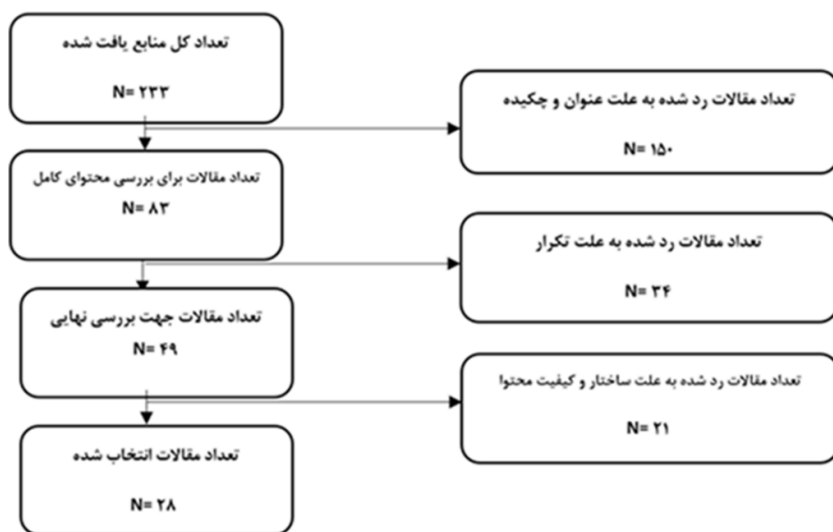 تعداد کل منابع یافت شده
N= ۲۳۳
تعداد مقالات رد شده به علت عنوان و چکیده
N= ۱۵۰
تعداد مقالات برای بررسی محتوای کامل
N= ۸۳
تعداد مقالات رد شده به علت تکرار
N= ۳۴
تعداد مقالات جهت بررسی نهایی
N= ۴۹
تعداد مقالات رد شده به علت ساختار و کیفیت محتوا
N= ۲۱
تعداد مقالات انتخاب شده
N= ۲۸